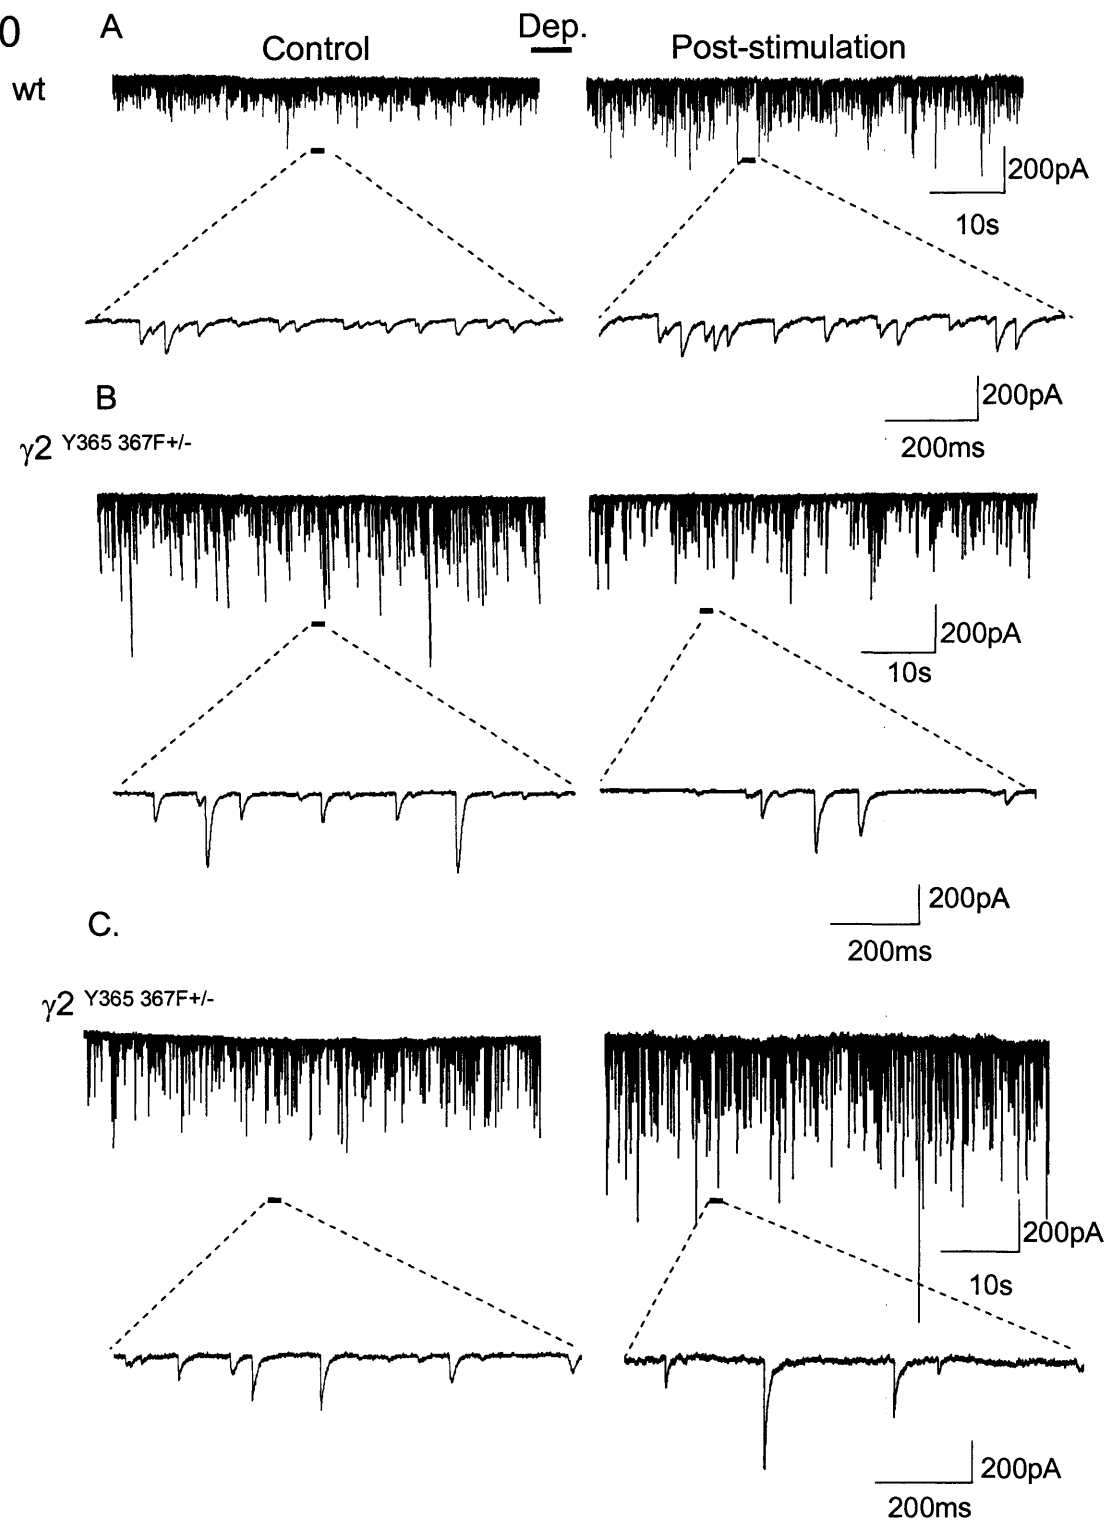 0
A
Control
Dep.
Post-stimulation
wt
200pA
10s
200pA
200ms
B
γ2 Y365 367F+/-
200pA
10s
200pA
200ms
C.
γ2 Y365 367F+/-
200pA
10s
200pA
200ms